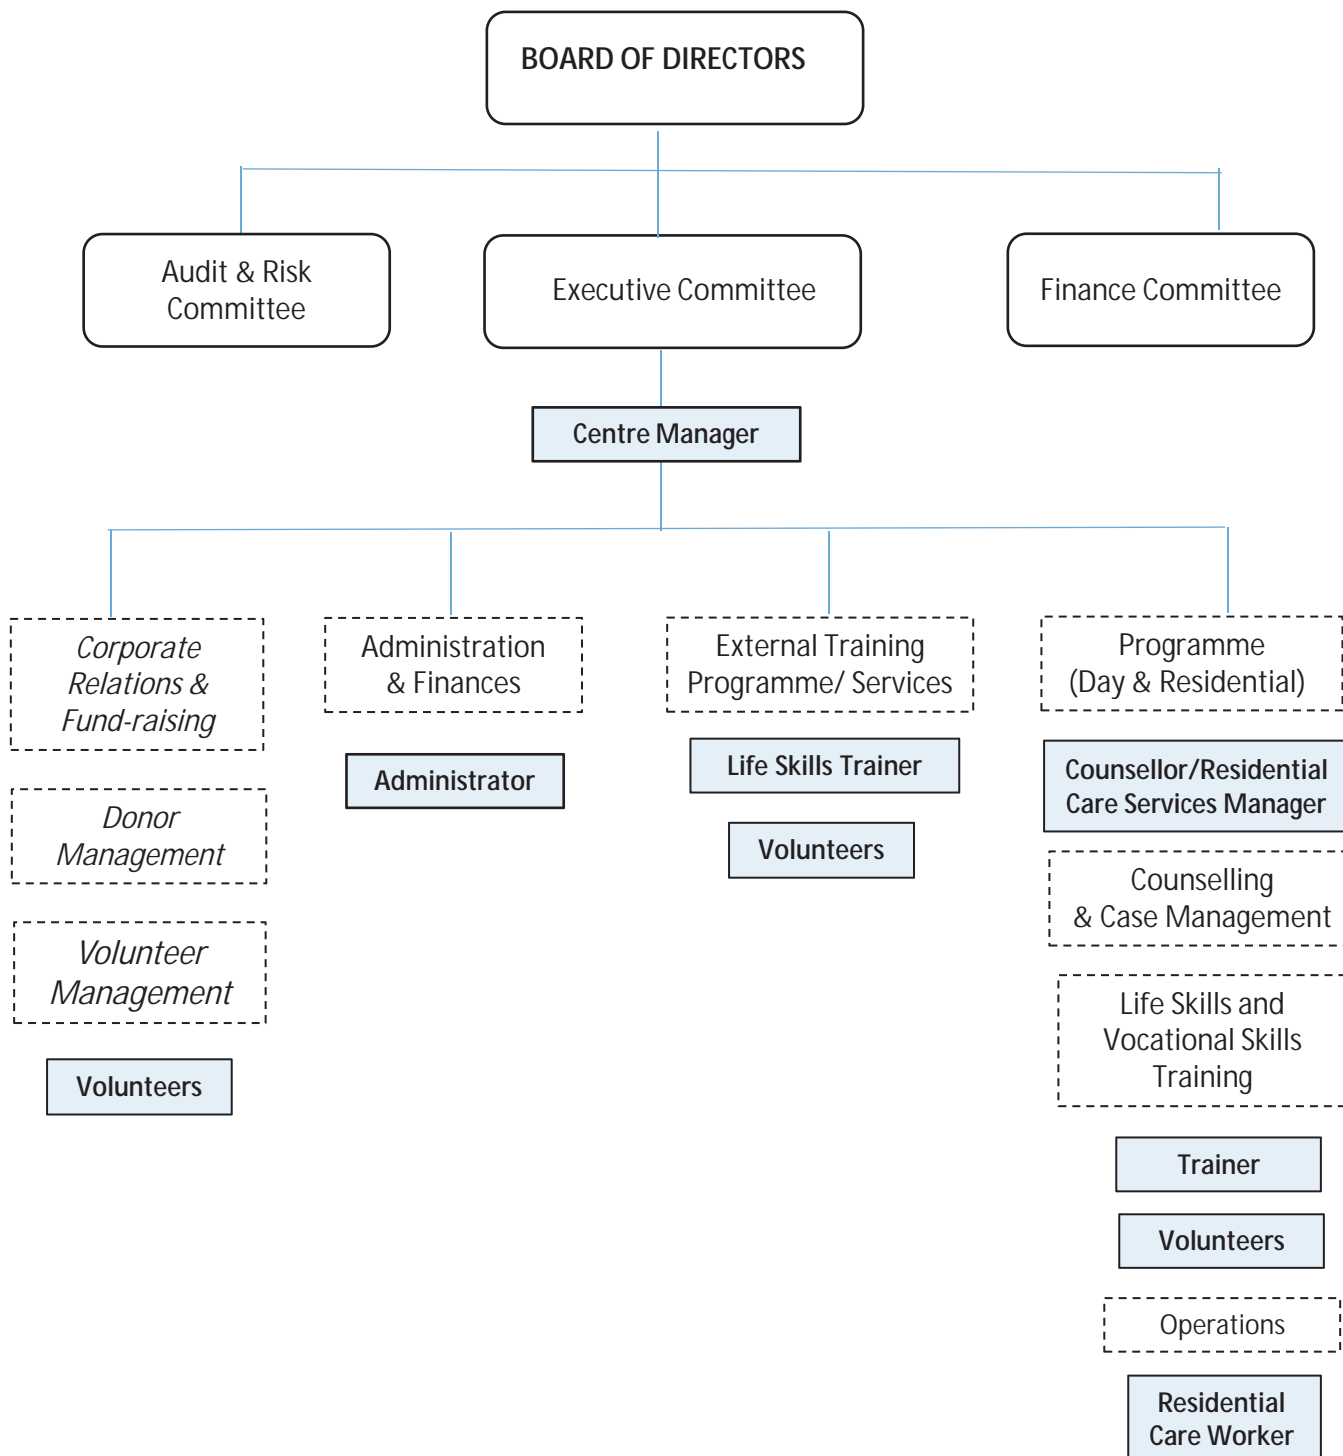 BOARD OF DIRECTORS
Audit & Risk
Committee
Executive Committee
Finance Committee
Centre Manager
Corporate
Relations &
Fund-raising
Donor
Management
Volunteer
Management
Volunteers
Administration
& Finances
Administrator
External Training
Programme/ Services
Life Skills Trainer
Volunteers
Programme
(Day & Residential)
Counsellor/Residential
Care Services Manager
Counselling
& Case Management
Life Skills and
Vocational Skills
Training
Trainer
Volunteers
Operations
Residential
Care Worker